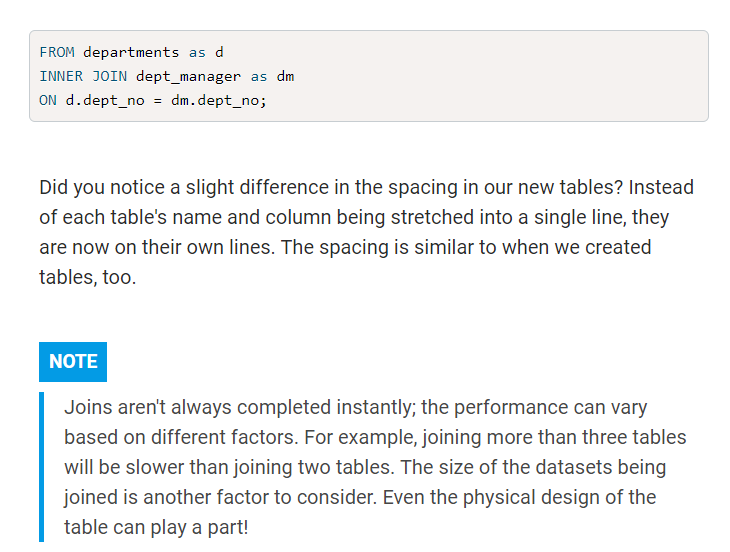 FROM departments as d
INNER JOIN dept_manager as dm
ON d.dept_no = dm.dept_no;
Did you notice a slight difference in the spacing in our new tables? Instead
of each table's name and column being stretched into a single line, they
are now on their own lines. The spacing is similar to when we created
tables, too.
NOTE
Joins aren't always completed instantly; the performance can vary
based on different factors. For example, joining more than three tables
will be slower than joining two tables. The size of the datasets being
joined is another factor to consider. Even the physical design of the
table can play a part!